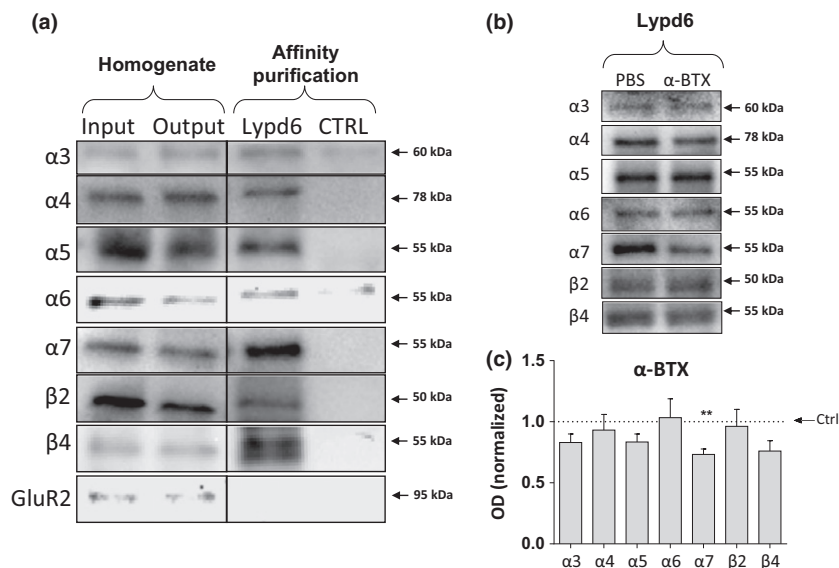 (a)
Homogenate
Affinity
purification
Input Output Lypd6 CTRL
α3 60 kDa
α4 78 kDa
α5 55 kDa
α6 55 kDa
α7 55 kDa
β2 50 kDa
β4 55 kDa
GluR2 95 kDa
(b)
Lypd6
PBS α-BTX
α3 60 kDa
α4 78 kDa
α5 55 kDa
α6 55 kDa
α7 55 kDa
β2 50 kDa
β4 55 kDa
(c)
α-BTX
OD (normalized)
1.5
1.0
0.5
0.0
**
Ctrl
α3 α4 α5 α6 α7 β2 β4